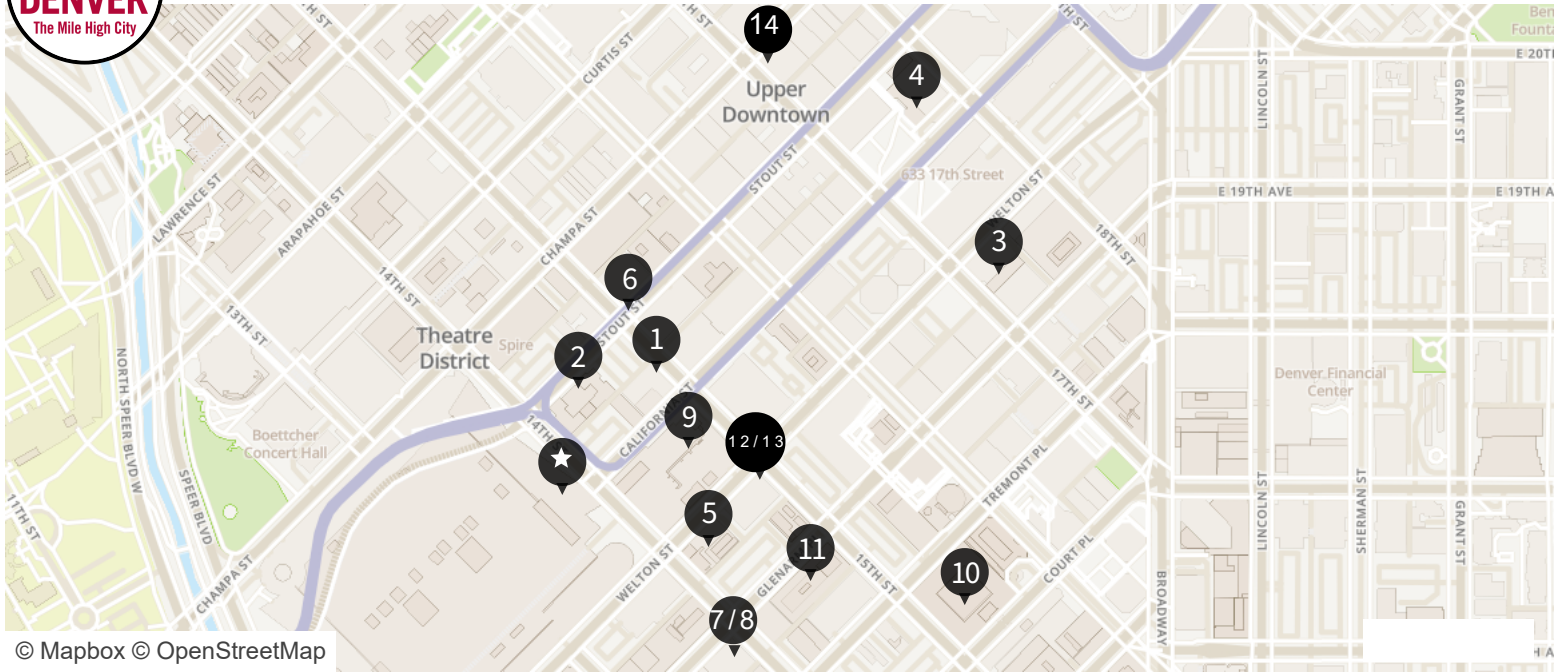 DENVER
The Mile High City
14
4
Upper
Downtown
CURTIS ST
LINCOLN ST
GRANT ST
E 20TH
STOUT ST
633 17th Street
WELTON ST
E 19TH AVE
E 19TH A
LAWRENCE ST
ARAPAHOE ST
CHAMPA ST
3
18TH ST
14TH ST
6
13TH ST
STOUT ST
1
Theatre
District
Spire
2
NORTH SPEER BLVD W
17TH ST
Denver Financial
Center
CALIFORNIA ST
9
12/13
14TH
Boettcher
Concert Hall
SPEER BLVD
11TH ST
TREMONT PL
LINCOLN ST
SHERMAN ST
GRANT ST
5
WELTON ST
11
GLENA
15TH ST
10
COURT PL
CHAMPA ST
BROADWAY
7/8
© Mapbox © OpenStreetMap